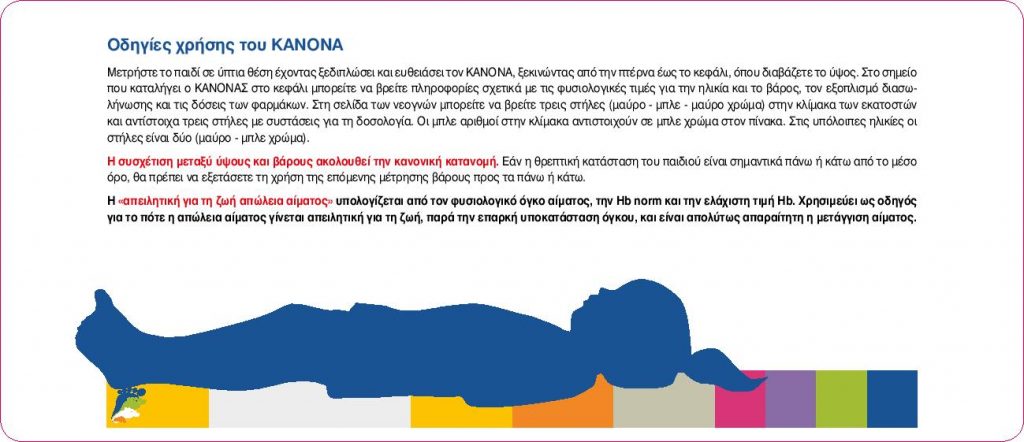 Οδηγίες χρήσης του ΚΑΝΟΝΑ
Μετρήστε το παιδί σε ύπτια θέση έχοντας ξεδιπλώσει και ευθειάσει τον ΚΑΝΟΝΑ, ξεκινώντας από την πτέρνα έως το κεφάλι, όπου διαβάζετε το ύψος. Στο σημείο
που καταλήγει ο ΚΑΝΟΝΑΣ στο κεφάλι μπορείτε να βρείτε πληροφορίες σχετικά με τις φυσιολογικές τιμές για την ηλικία και το βάρος, τον εξοπλισμό διασω-
λήνωσης και τις δόσεις των φαρμάκων. Στη σελίδα των νεογνών μπορείτε να βρείτε τρεις στήλες (μαύρο - μπλε - μαύρο χρώμα) στην κλίμακα των εκατοστών
και αντίστοιχα τρεις στήλες με συστάσεις για τη δοσολογία. Οι μπλε αριθμοί στην κλίμακα αντιστοιχούν σε μπλε χρώμα στον πίνακα. Στις υπόλοιπες ηλικίες οι
στήλες είναι δύο (μαύρο - μπλε χρώμα).
Η συσχέτιση μεταξύ ύψους και βάρους ακολουθεί την κανονική κατανομή. Εάν η θρεπτική κατάσταση του παιδιού είναι σημαντικά πάνω ή κάτω από το μέσο
όρο, θα πρέπει να εξετάσετε τη χρήση της επόμενης μέτρησης βάρους προς τα πάνω ή κάτω.
Η «απειλητική για τη ζωή απώλεια αίματος» υπολογίζεται από τον φυσιολογικό όγκο αίματος, την Hb norm και την ελάχιστη τιμή Hb. Χρησιμεύει ως οδηγός
για το πότε η απώλεια αίματος γίνεται απειλητική για τη ζωή, παρά την επαρκή υποκατάσταση όγκου, και είναι απολύτως απαραίτητη η μετάγγιση αίματος.